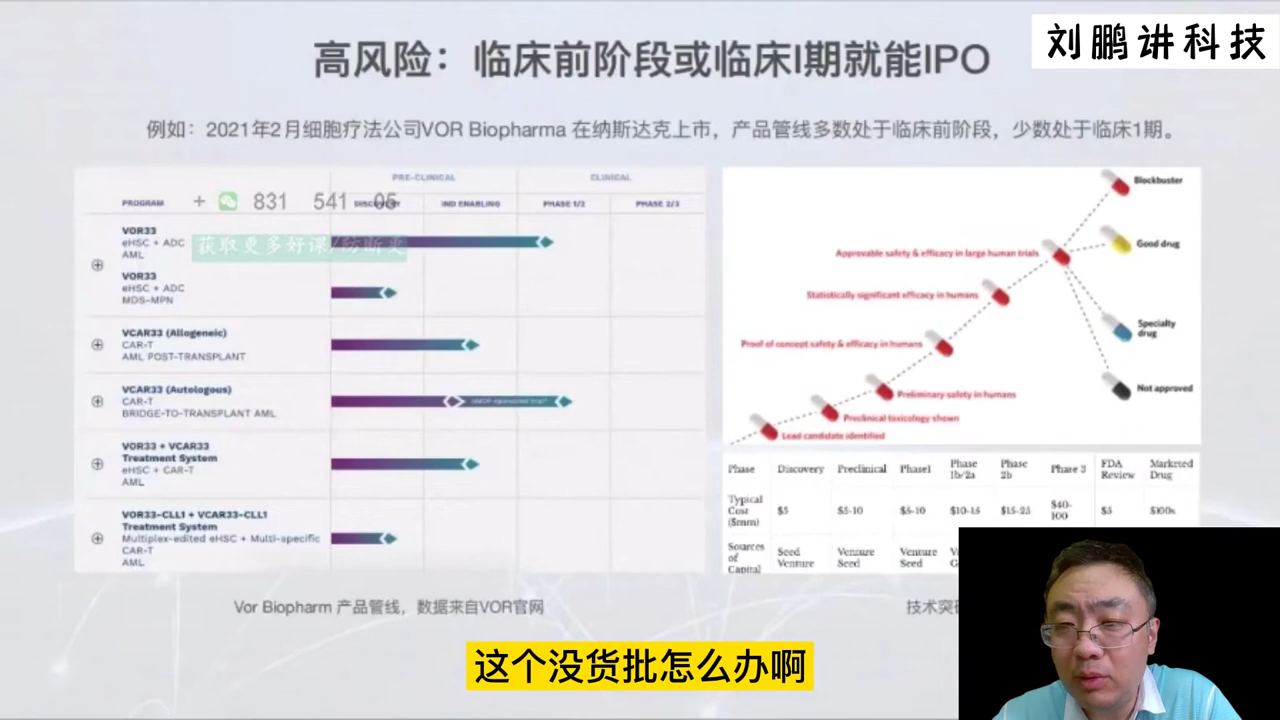 刘鹏讲科技
高风险：临床前阶段或临床I期就能IPO
例如：2021年2月细胞疗法公司VOR Biopharma 在纳斯达克上市，产品管线多数处于临床前阶段，少数处于临床1期。
PRE-CLINICAL
CLINICAL
PROGRAM
+ 831 541 05
IND ENABLING
PHASE 1/2
PHASE 2/3
获取更多好课/防断更
VOR33
eHSC + ADC
AML
VOR33
eHSC + ADC
MDS-MPN
VCAR33 (Allogeneic)
CAR-T
AML POST-TRANSPLANT
VCAR33 (Autologous)
CAR-T
BRIDGE-TO-TRANSPLANT AML
VOR33 + VCAR33
Treatment System
eHSC + CAR-T
AML
VOR33-CLL1 + VCAR33-CLL1
Treatment System
Multiplex-edited eHSC + Multi-specific
CAR-T
AML
Blockbuster
Good drug
Specialty
drug
Not approved
Approvable safety & efficacy in large human trials
Statistically significant efficacy in humans
Proof of concept safety & efficacy in humans
Preliminary safety in humans
Preclinical toxicology shown
Lead candidate identified
Phase Discovery Preclinical Phase1 Phase 1b/2a Phase 2b Phase 3 FDA Review Marketed Drug
Typical Cost ($mm) $5 $5-10 $5-10 $10-15 $15-25 $40-100 $5 $100s
Sources of Capital Seed Venture Venture Seed Venture Seed
Vor Biopharm 产品管线，数据来自VOR官网
技术突
这个没货批怎么办啊